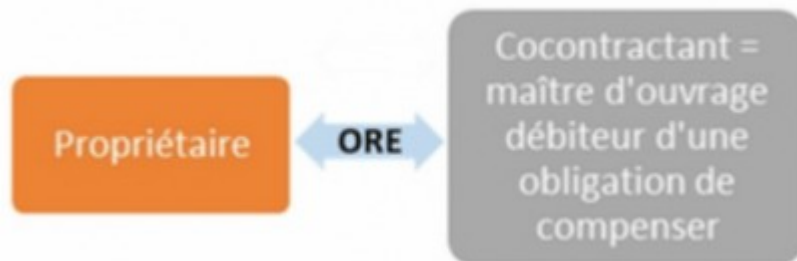 Propriétaire
ORE
Cocontractant =
maître d'ouvrage
débiteur d'une
obligation de
compenser